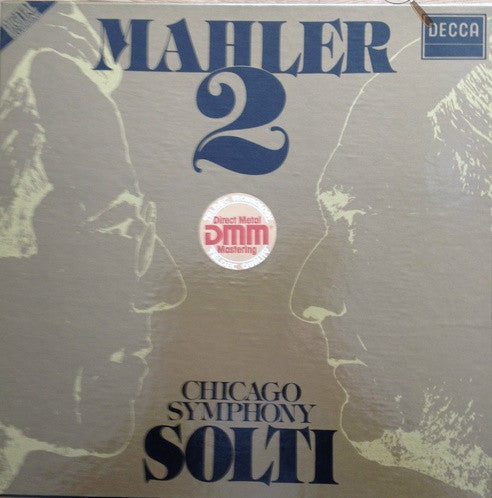 MAHLER
2
DECCA
Direct Metal
DMM
Mastering
CHICAGO
SYMPHONY
SOLTI